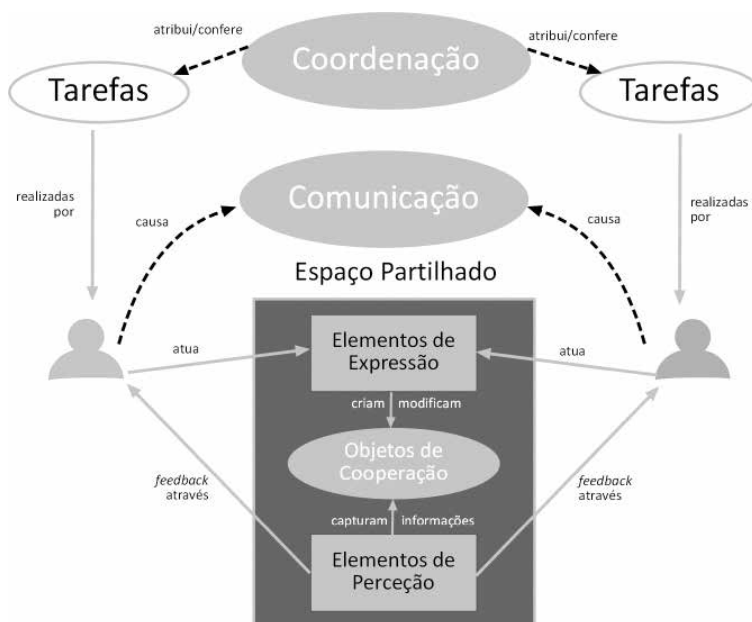 atribui/confere
Coordenação
atribui/confere
Tarefas
Tarefas
realizadas
por
causa
Comunicação
causa
realizadas
por
Espaço Partilhado
Elementos de
Expressão
atua
atua
criam modificam
Objetos de
Cooperação
feedback
através
feedback
através
capturam informações
Elementos de
Perceção